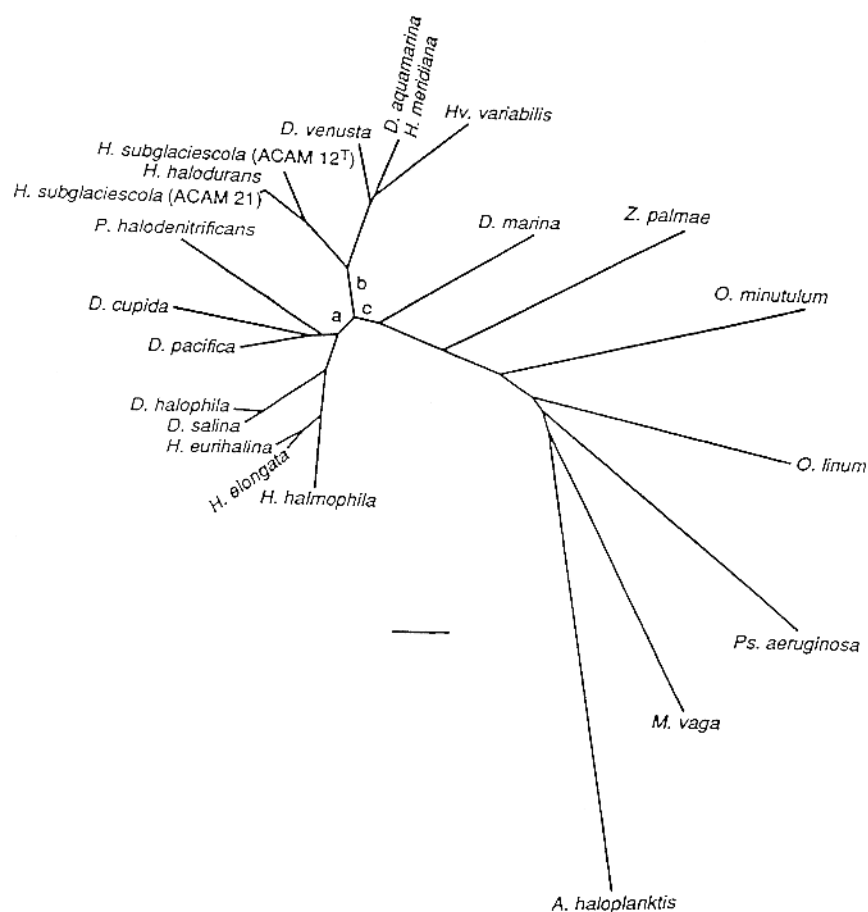 D. aquamarina
H. meridiana
Hv. variabilis
D. venusta
H. subglaciescola (ACAM 12T)
H. halodurans
H. subglaciescola (ACAM 21)
P. halodenitrificans
D. marina
Z. palmae
O. minutulum
b
a
c
D. cupida
D. pacifica
D. halophila
D. salina
H. eurihalina
H. elongata
H. halmophila
O. linum
Ps. aeruginosa
M. vaga
A. haloplanktis